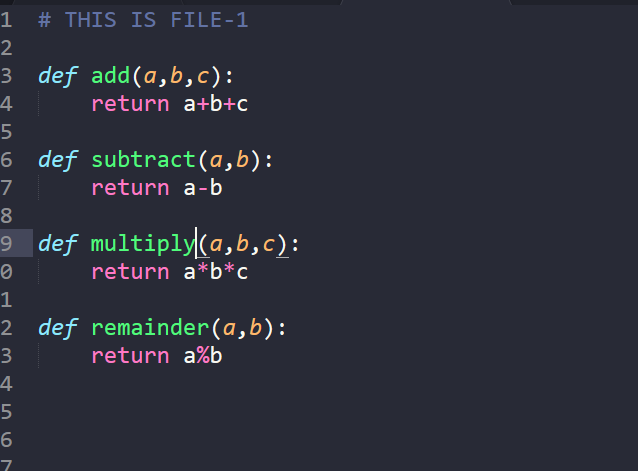 1 # THIS IS FILE-1
2
3 def add(a,b,c):
4     return a+b+c
5
6 def subtract(a,b):
7     return a-b
8
9 def multiply(a,b,c):
0     return a*b*c
1
2 def remainder(a,b):
3     return a%b
4
5
6
7